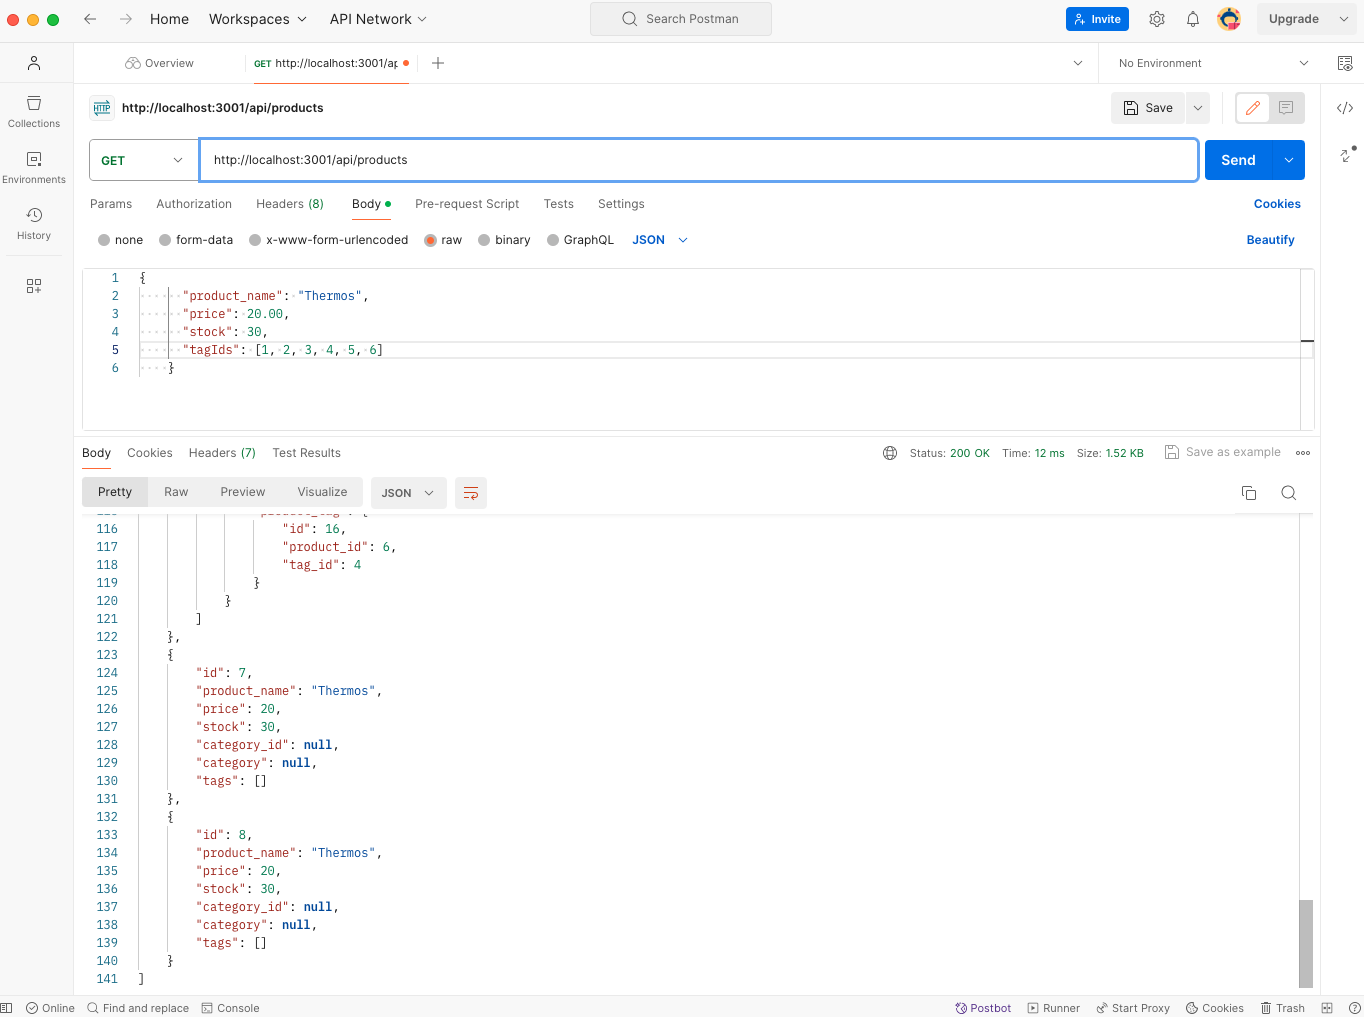 Home Workspaces API Network Search Postman Invite Upgrade
Overview GET http://localhost:3001/ap No Environment
HTTP http://localhost:3001/api/products Save
GET http://localhost:3001/api/products Send
Params Authorization Headers (8) Body Pre-request Script Tests Settings Cookies
none form-data x-www-form-urlencoded raw binary GraphQL JSON Beautify
Collections
Environments
History
1 {
2 "product_name": "Thermos",
3 "price": 20.00,
4 "stock": 30,
5 "tagIds": [1, 2, 3, 4, 5, 6]
6 }
Body Cookies Headers (7) Test Results Status: 200 OK Time: 12 ms Size: 1.52 KB Save as example
Pretty Raw Preview Visualize JSON
116 "id": 16,
117 "product_id": 6,
118 "tag_id": 4
119 }
120 }
121 ]
122 },
123 {
124 "id": 7,
125 "product_name": "Thermos",
126 "price": 20,
127 "stock": 30,
128 "category_id": null,
129 "category": null,
130 "tags": []
131 },
132 {
133 "id": 8,
134 "product_name": "Thermos",
135 "price": 20,
136 "stock": 30,
137 "category_id": null,
138 "category": null,
139 "tags": []
140 }
141 ]
Online Find and replace Console Postbot Runner Start Proxy Cookies Trash